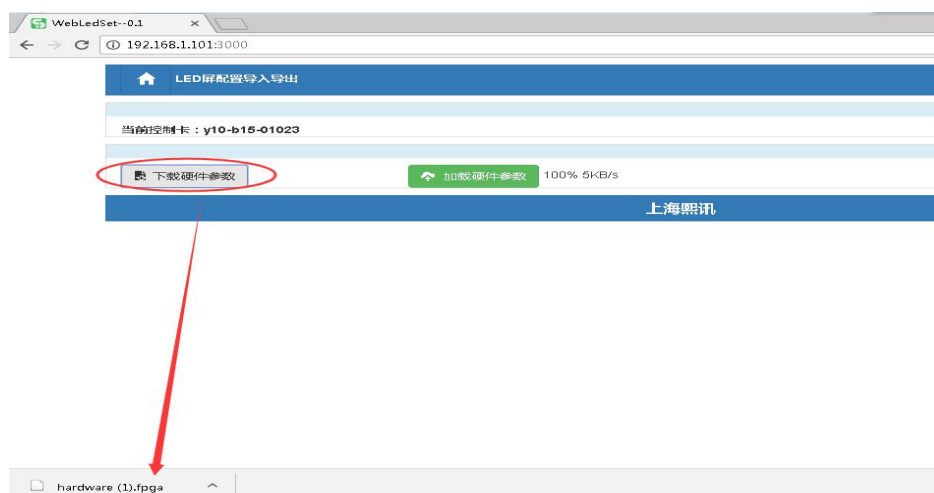 WebLedSet--0.1
192.168.1.101:3000
LED屏配置导入导出
当前控制卡：y10-b15-01023
下载硬件参数 加载硬件参数 100% 5KB/s
上海熙讯
hardware (1).fpga